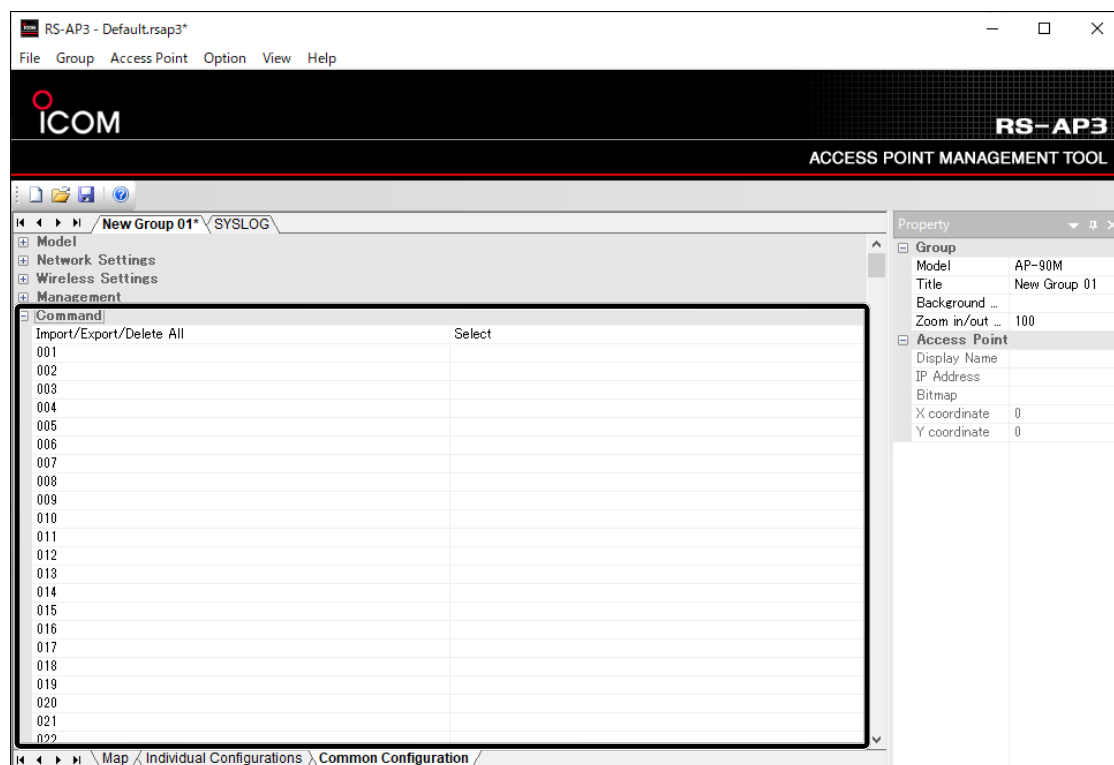 RS-AP3 - Default.rsap3*
File Group Access Point Option View Help
ICOM
RS-AP3
ACCESS POINT MANAGEMENT TOOL
New Group 01* SYSLOG
Model
Network Settings
Wireless Settings
Management
Command
Import/Export/Delete All Select
001
002
003
004
005
006
007
008
009
010
011
012
013
014
015
016
017
018
019
020
021
022
Map Individual Configurations Common Configuration
Property
Group
Model AP-90M
Title New Group 01
Background ...
Zoom in/out ... 100
Access Point
Display Name
IP Address
Bitmap
X coordinate 0
Y coordinate 0